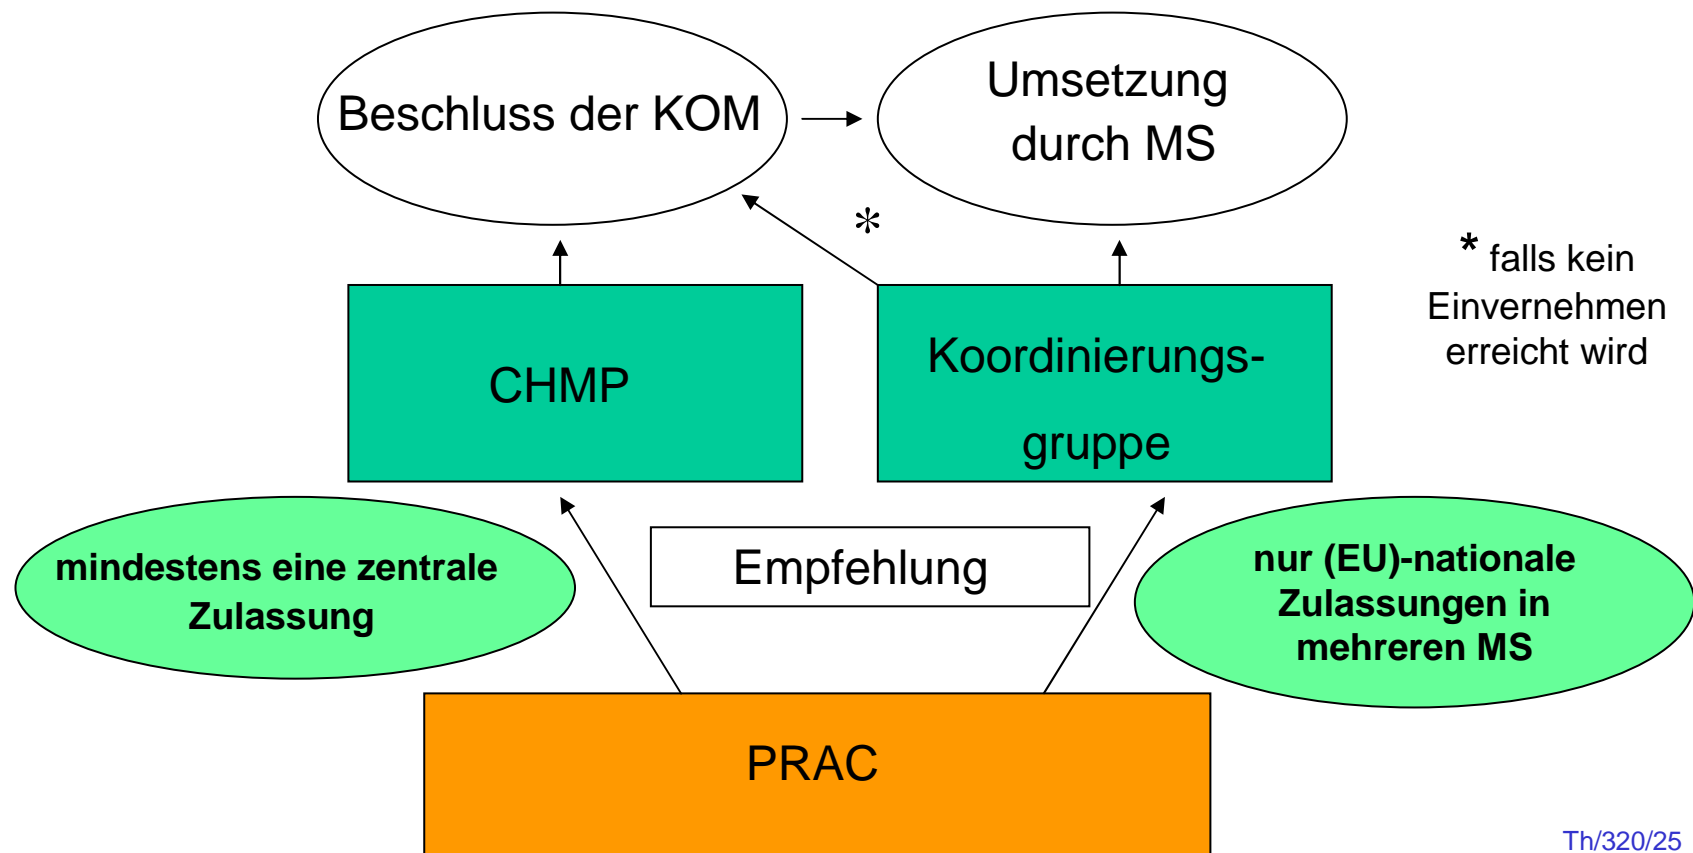 Beschluss der KOM
Umsetzung
durch MS
*
* falls kein
Einvernehmen
erreicht wird
CHMP
Koordinierungs-
gruppe
mindestens eine zentrale
Zulassung
Empfehlung
nur (EU)-nationale
Zulassungen in
mehreren MS
PRAC
Th/320/25